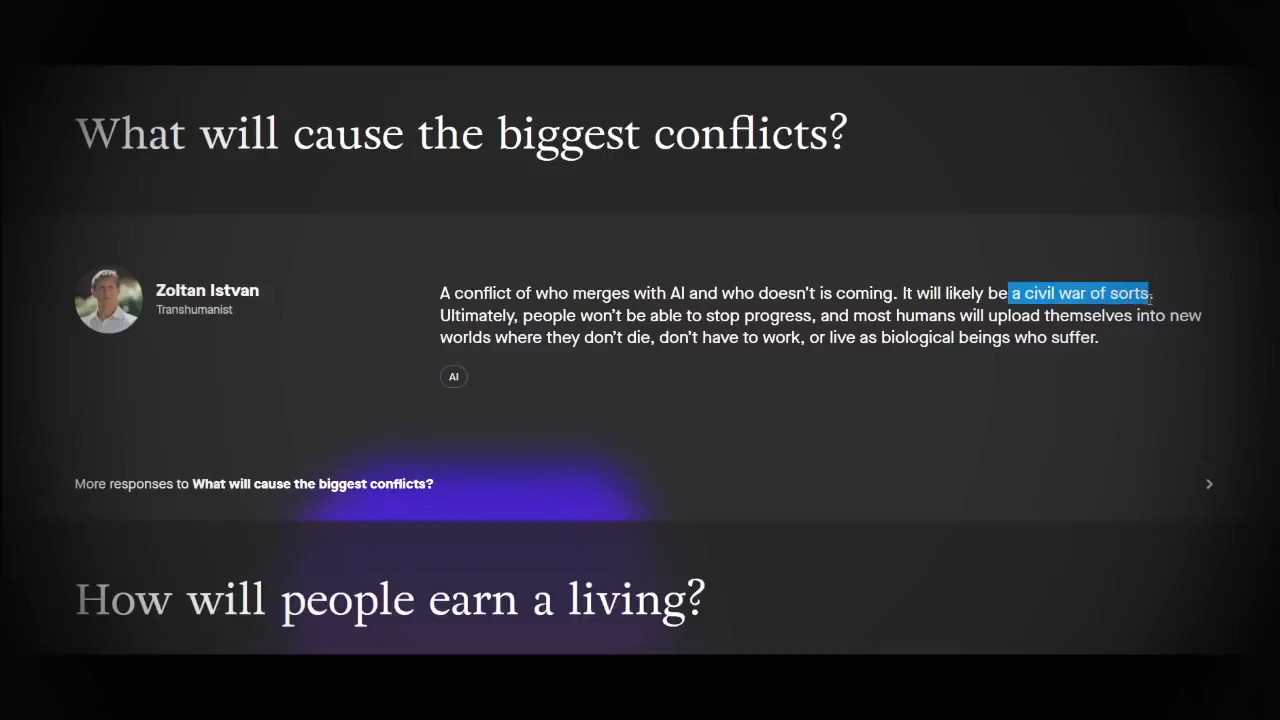 What will cause the biggest conflicts?
Zoltan Istvan
Transhumanist
A conflict of who merges with AI and who doesn't is coming. It will likely be a civil war of sorts.
Ultimately, people won't be able to stop progress, and most humans will upload themselves into new
worlds where they don't die, don't have to work, or live as biological beings who suffer.
AI
More responses to What will cause the biggest conflicts?
How will people earn a living?